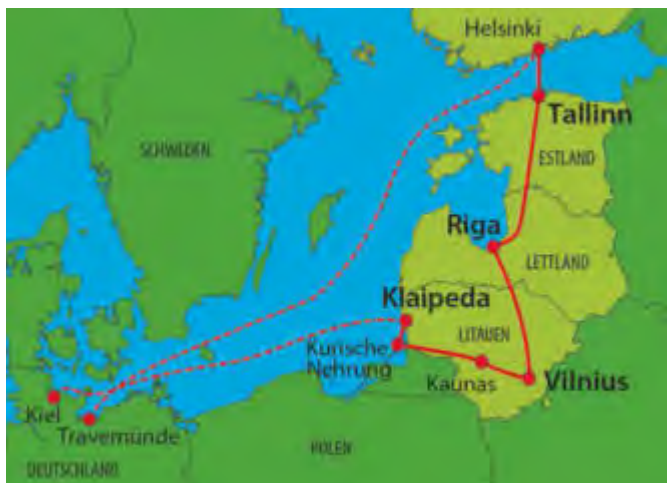 Helsinki
Tallinn
SCHWEDEN
ESTLAND
Riga
LETTLAND
Klaipeda
LITAUEN
Kurische
Nehrung
Kaunas
Vilnius
Kiel
Travemünde
POLEN
DEUTSCHLAND